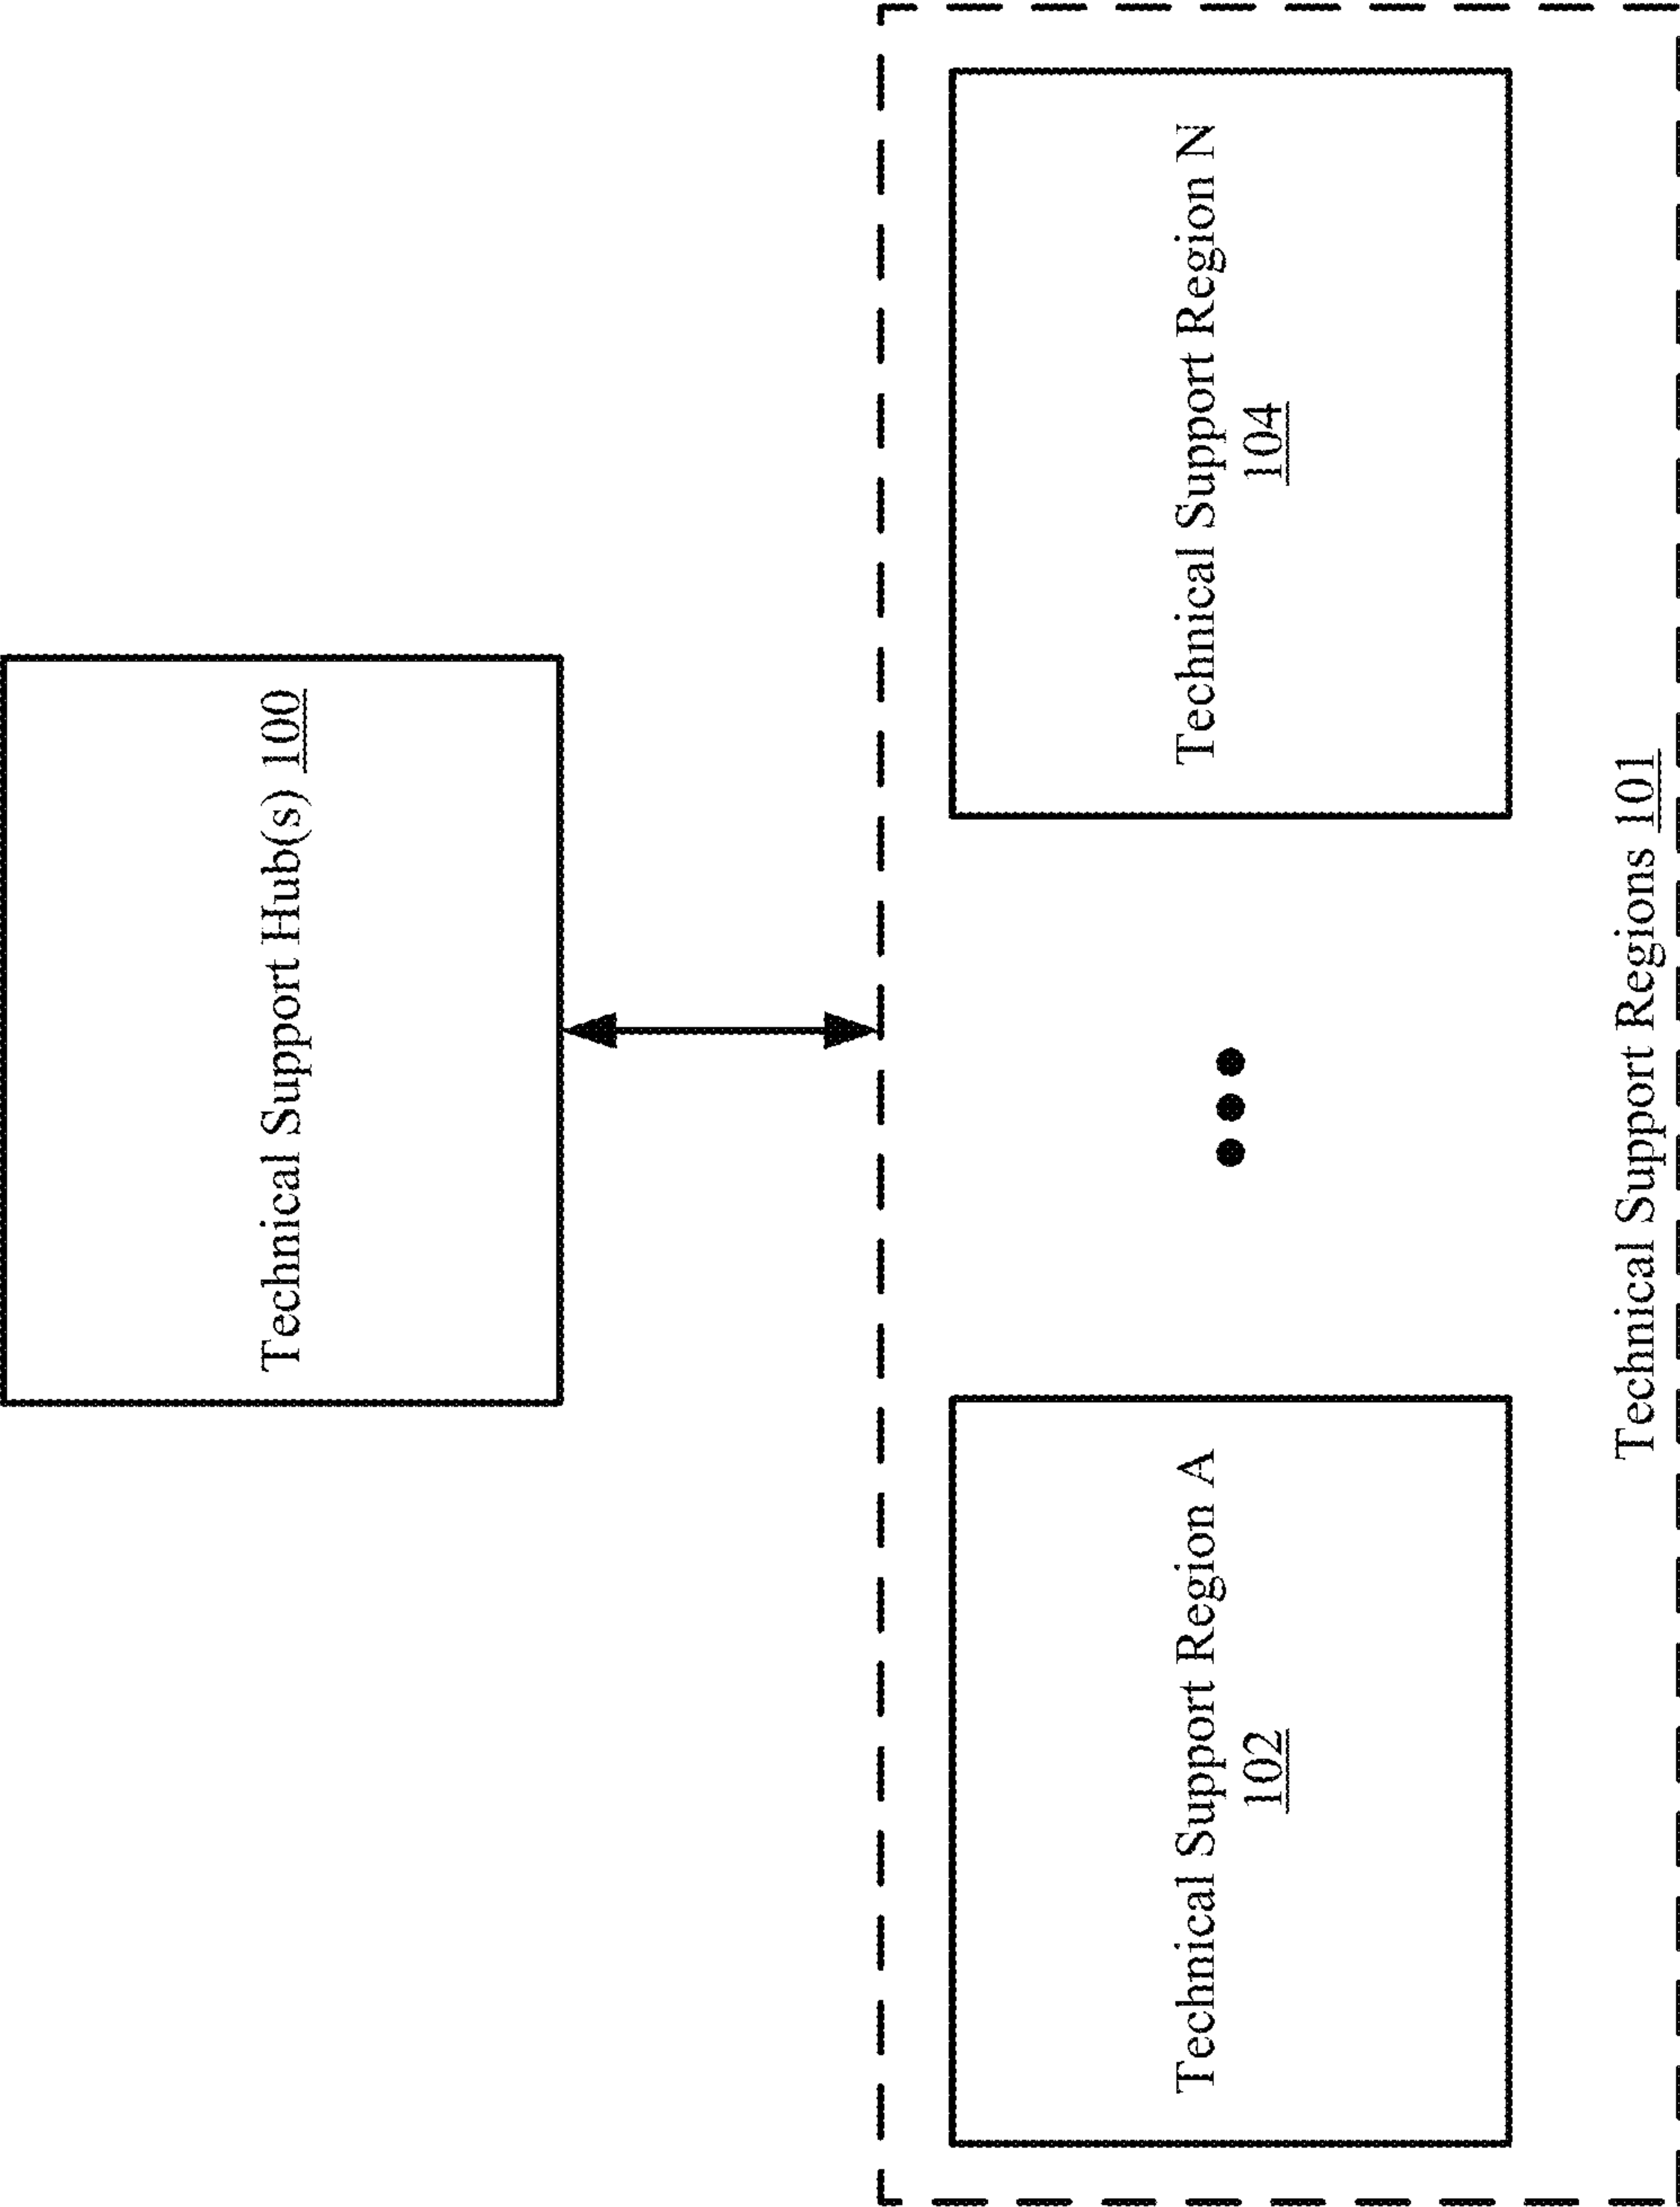 Technical Support Hub(s) 100
Technical Support Region A
102
Technical Support Region N
104
Technical Support Regions 101